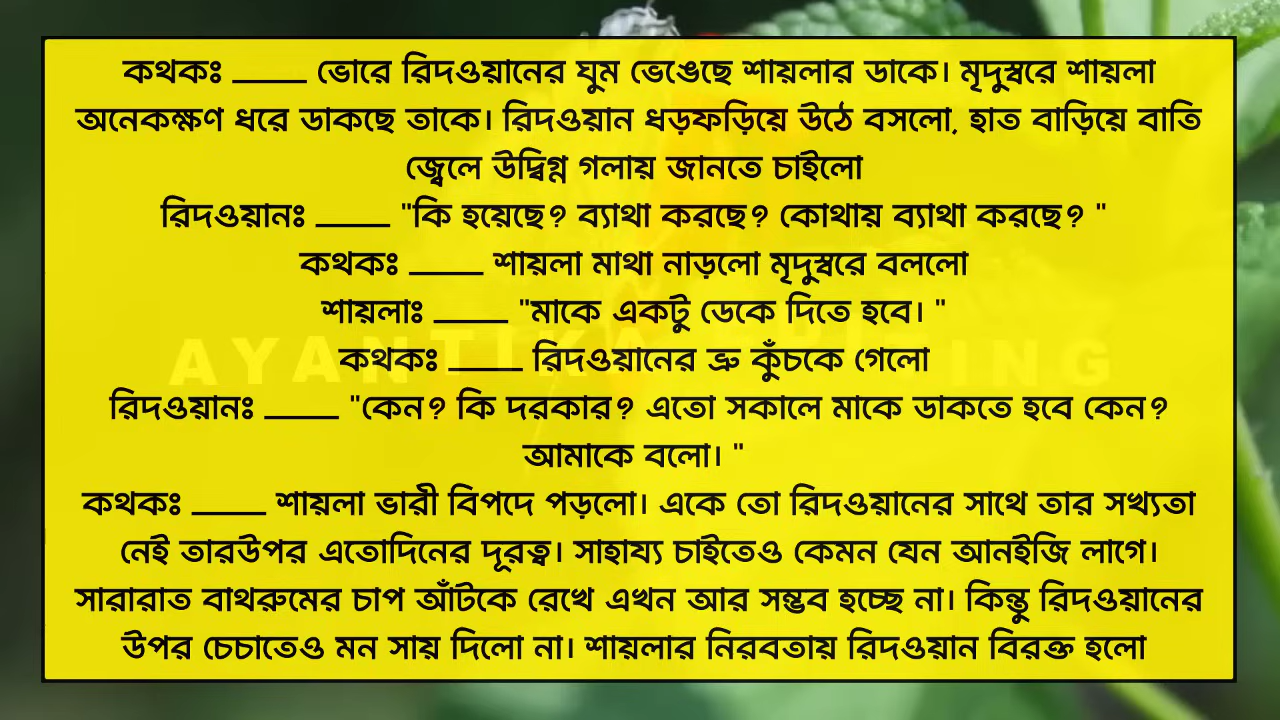 কথকঃ _____ ভোরে রিদওয়ানের ঘুম ভেঙেছে শায়লার ডাকে। মৃদুস্বরে শায়লা
অনেকক্ষণ ধরে ডাকছে তাকে। রিদওয়ান ধড়ফড়িয়ে উঠে বসলো, হাত বাড়িয়ে বাতি
জ্বেলে উদ্বিগ্ন গলায় জানতে চাইলো
রিদওয়ানঃ _____ "কি হয়েছে? ব্যাথা করছে? কোথায় ব্যাথা করছে? "
কথকঃ _____ শায়লা মাথা নাড়লো মৃদুস্বরে বললো
শায়লাঃ _____ "মাকে একটু ডেকে দিতে হবে। "
কথকঃ _____ রিদওয়ানের ভ্রু কুঁচকে গেলো
রিদওয়ানঃ _____ "কেন? কি দরকার? এতো সকালে মাকে ডাকতে হবে কেন?
আমাকে বলো। "
কথকঃ _____ শায়লা ভারী বিপদে পড়লো। একে তো রিদওয়ানের সাথে তার সখ্যতা
নেই তারউপর এতোদিনের দূরত্ব। সাহায্য চাইতেও কেমন যেন আনইজি লাগে।
সারারাত বাথরুমের চাপ আঁটকে রেখে এখন আর সম্ভব হচ্ছে না। কিন্তু রিদওয়ানের
উপর চেচাতেও মন সায় দিলো না। শায়লার নিরবতায় রিদওয়ান বিরক্ত হলো